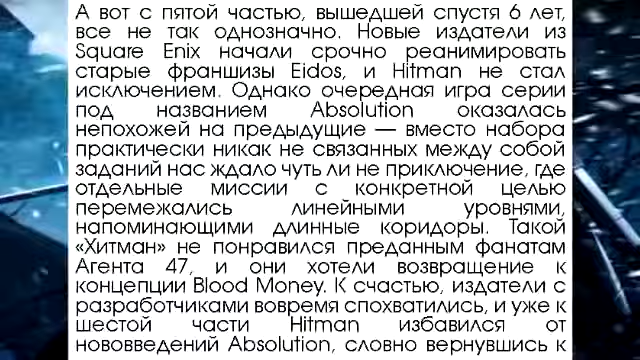 А вот с пятой частью, вышедшей спустя 6 лет,
все не так однозначно. Новые издатели из
Square Enix начали срочно реанимировать
старые франшизы Eidos, и Hitman не стал
исключением. Однако очередная игра серии
под названием Absolution оказалась
непохожей на предыдущие — вместо набора
практически никак не связанных между собой
заданий нас ждало чуть ли не приключение, где
отдельные миссии с конкретной целью
перемежались линейными уровнями,
напоминающими длинные коридоры. Такой
«Хитман» не понравился преданным фанатам
Агента 47, и они хотели возвращение к
концепции Blood Money. К счастью, издатели с
разработчиками вовремя спохватились, и уже к
шестой части Hitman избавился от
нововведений Absolution, словно вернувшись к